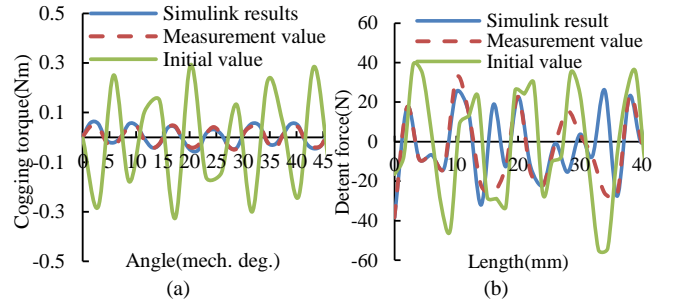 0.5
0.3
0.1
-0.1
-0.3
-0.5
0 5 10 15 20 25 30 35 40 45
Cogging torque(Nm)
Angle(mech. deg.)
Simulink results
Measurement value
Initial value
(a)
60
40
20
0
-20
-40
-60
0 10 20 30 40
Detent force(N)
Length(mm)
Simulink result
Measurement value
Initial value
(b)